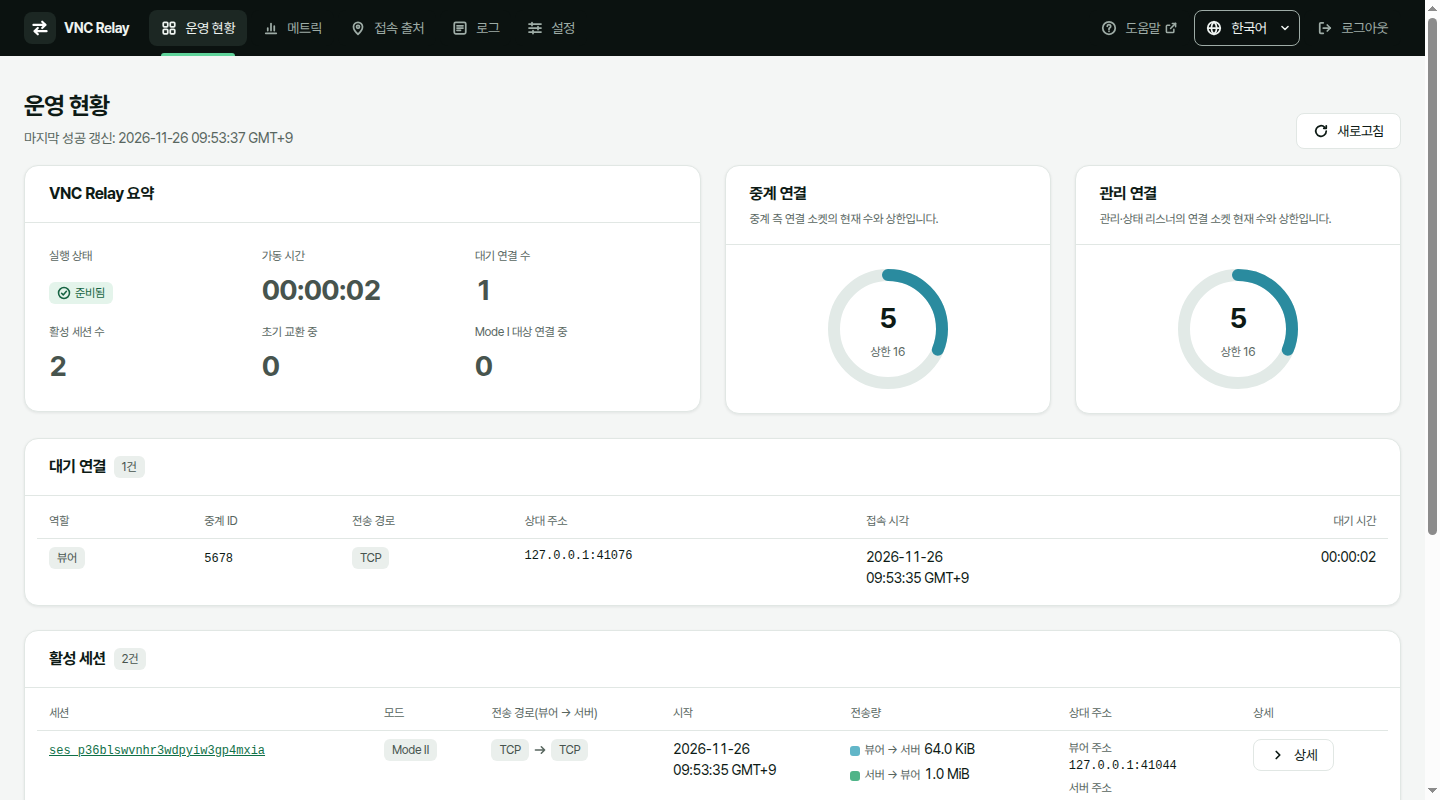 VNC Relay
운영 현황
메트릭
접속 출처
로그
설정
도움말
한국어
로그아웃
운영 현황
마지막 성공 갱신: 2026-11-26 09:53:37 GMT+9
새로고침
VNC Relay 요약
실행 상태
가동 시간
대기 연결 수
준비됨
00:00:02
1
활성 세션 수
초기 교환 중
Mode I 대상 연결 중
2
0
0
중계 연결
중계 측 연결 소켓의 현재 수와 상한입니다.
5
상한 16
관리 연결
관리·상태 리스너의 연결 소켓 현재 수와 상한입니다.
5
상한 16
대기 연결 1건
역할 중계 ID 전송 경로 상대 주소 접속 시각 대기 시간
뷰어 5678 TCP 127.0.0.1:41076 2026-11-26 00:00:02
09:53:35 GMT+9
활성 세션 2건
세션 모드 전송 경로(뷰어 → 서버) 시작 전송량 상대 주소 상세
ses_p36blswvnhr3wdpyiw3gp4mxia Mode II TCP → TCP 2026-11-26 뷰어 → 서버 64.0 KiB 뷰어 주소 상세
09:53:35 GMT+9 서버 → 뷰어 1.0 MiB 127.0.0.1:41044
서버 주소